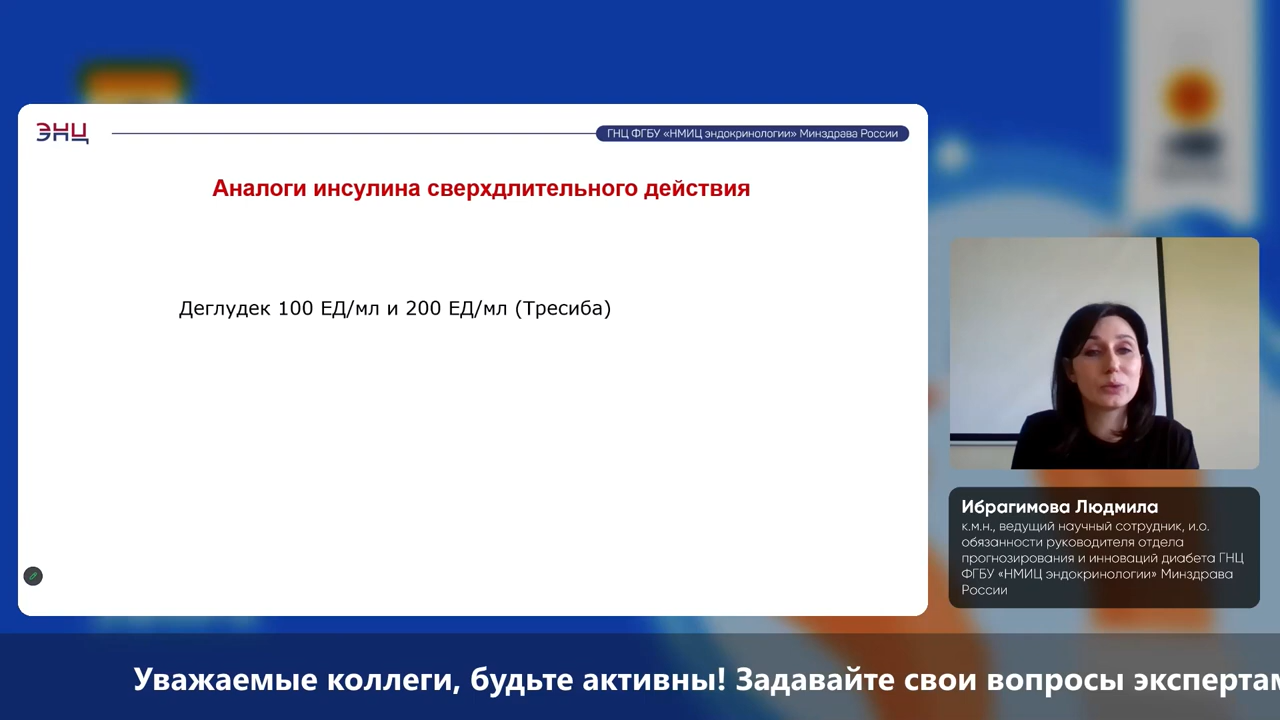 ЭНЦ
ГНЦ ФГБУ «НМИЦ эндокринологии» Минздрава России
Аналоги инсулина сверхдлительного действия
Деглудек 100 ЕД/мл и 200 ЕД/мл (Тресиба)
Ибрагимова Людмила
к.м.н., ведущий научный сотрудник, и.о.
обязанности руководителя отдела
прогнозирования и инноваций диабета ГНЦ
ФГБУ «НМИЦ эндокринологии» Минздрава
России
Уважаемые коллеги, будьте активны! Задавайте свои вопросы экспертам